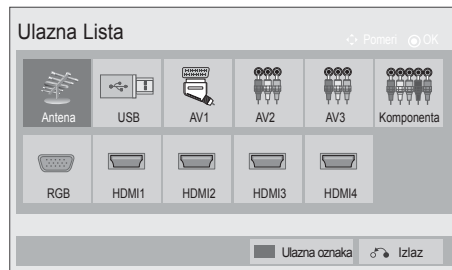 Ulazna Lista
Pomeri OK
Antena USB AV1 AV2 AV3 Komponenta
RGB HDMI1 HDMI2 HDMI3 HDMI4
Ulazna oznaka Izlaz